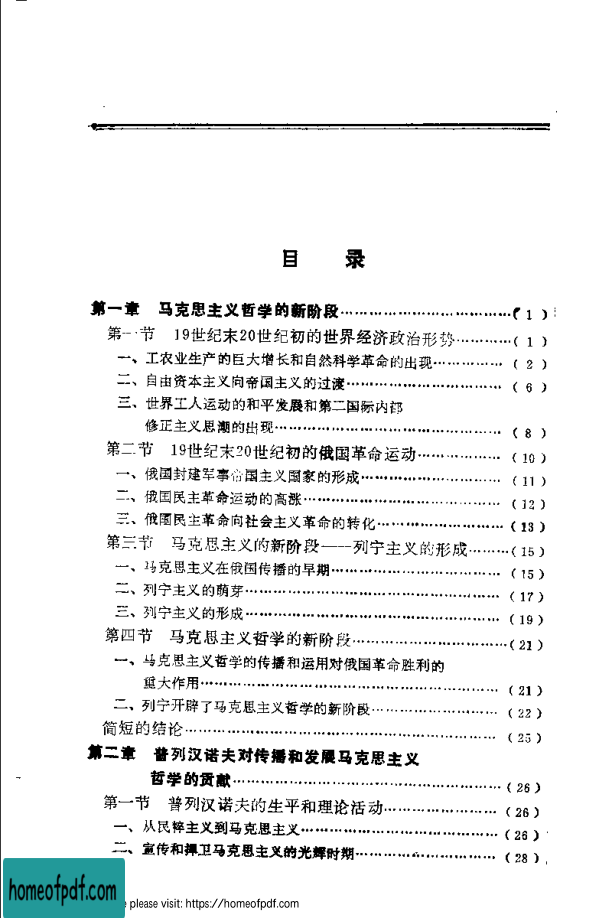 目 录
第一章 马克思主义哲学的新阶段……………………………( 1 )
第一节 19世纪末20世纪初的世界经济政治形势…………( 1 )
一、工农业生产的巨大增长和自然科学革命的出现……………( 2 )
二、自由资本主义向帝国主义的过渡……………………………( 6 )
三、世界工人运动的和平发展和第二国际内部
修正主义思潮的出现…………………………………………( 8 )
第二节 19世纪末20世纪初的俄国革命运动………………(10)
一、俄国封建军事帝国主义国家的形成…………………………(11)
二、俄国民主革命运动的高涨……………………………………(12)
三、俄国民主革命向社会主义革命的转化………………………(13)
第三节 马克思主义的新阶段——列宁主义的形成………(15)
一、马克思主义在俄国传播的早期………………………………(15)
二、列宁主义的萌芽………………………………………………(17)
三、列宁主义的形成………………………………………………(19)
第四节 马克思主义哲学的新阶段…………………………(21)
一、马克思主义哲学的传播和运用对俄国革命胜利的
重大作用………………………………………………………(21)
二、列宁开辟了马克思主义哲学的新阶段………………………(22)
简短的结论……………………………………………………(25)
第二章 普列汉诺夫对传播和发展马克思主义
哲学的贡献……………………………………………(26)
第一节 普列汉诺夫的生平和理论活动……………………(26)
一、从民粹主义到马克思主义……………………………………(26)
二、宣传和捍卫马克思主义的光辉时期…………………………(28)
homeofpdf.com
please visit: https://homeofpdf.com